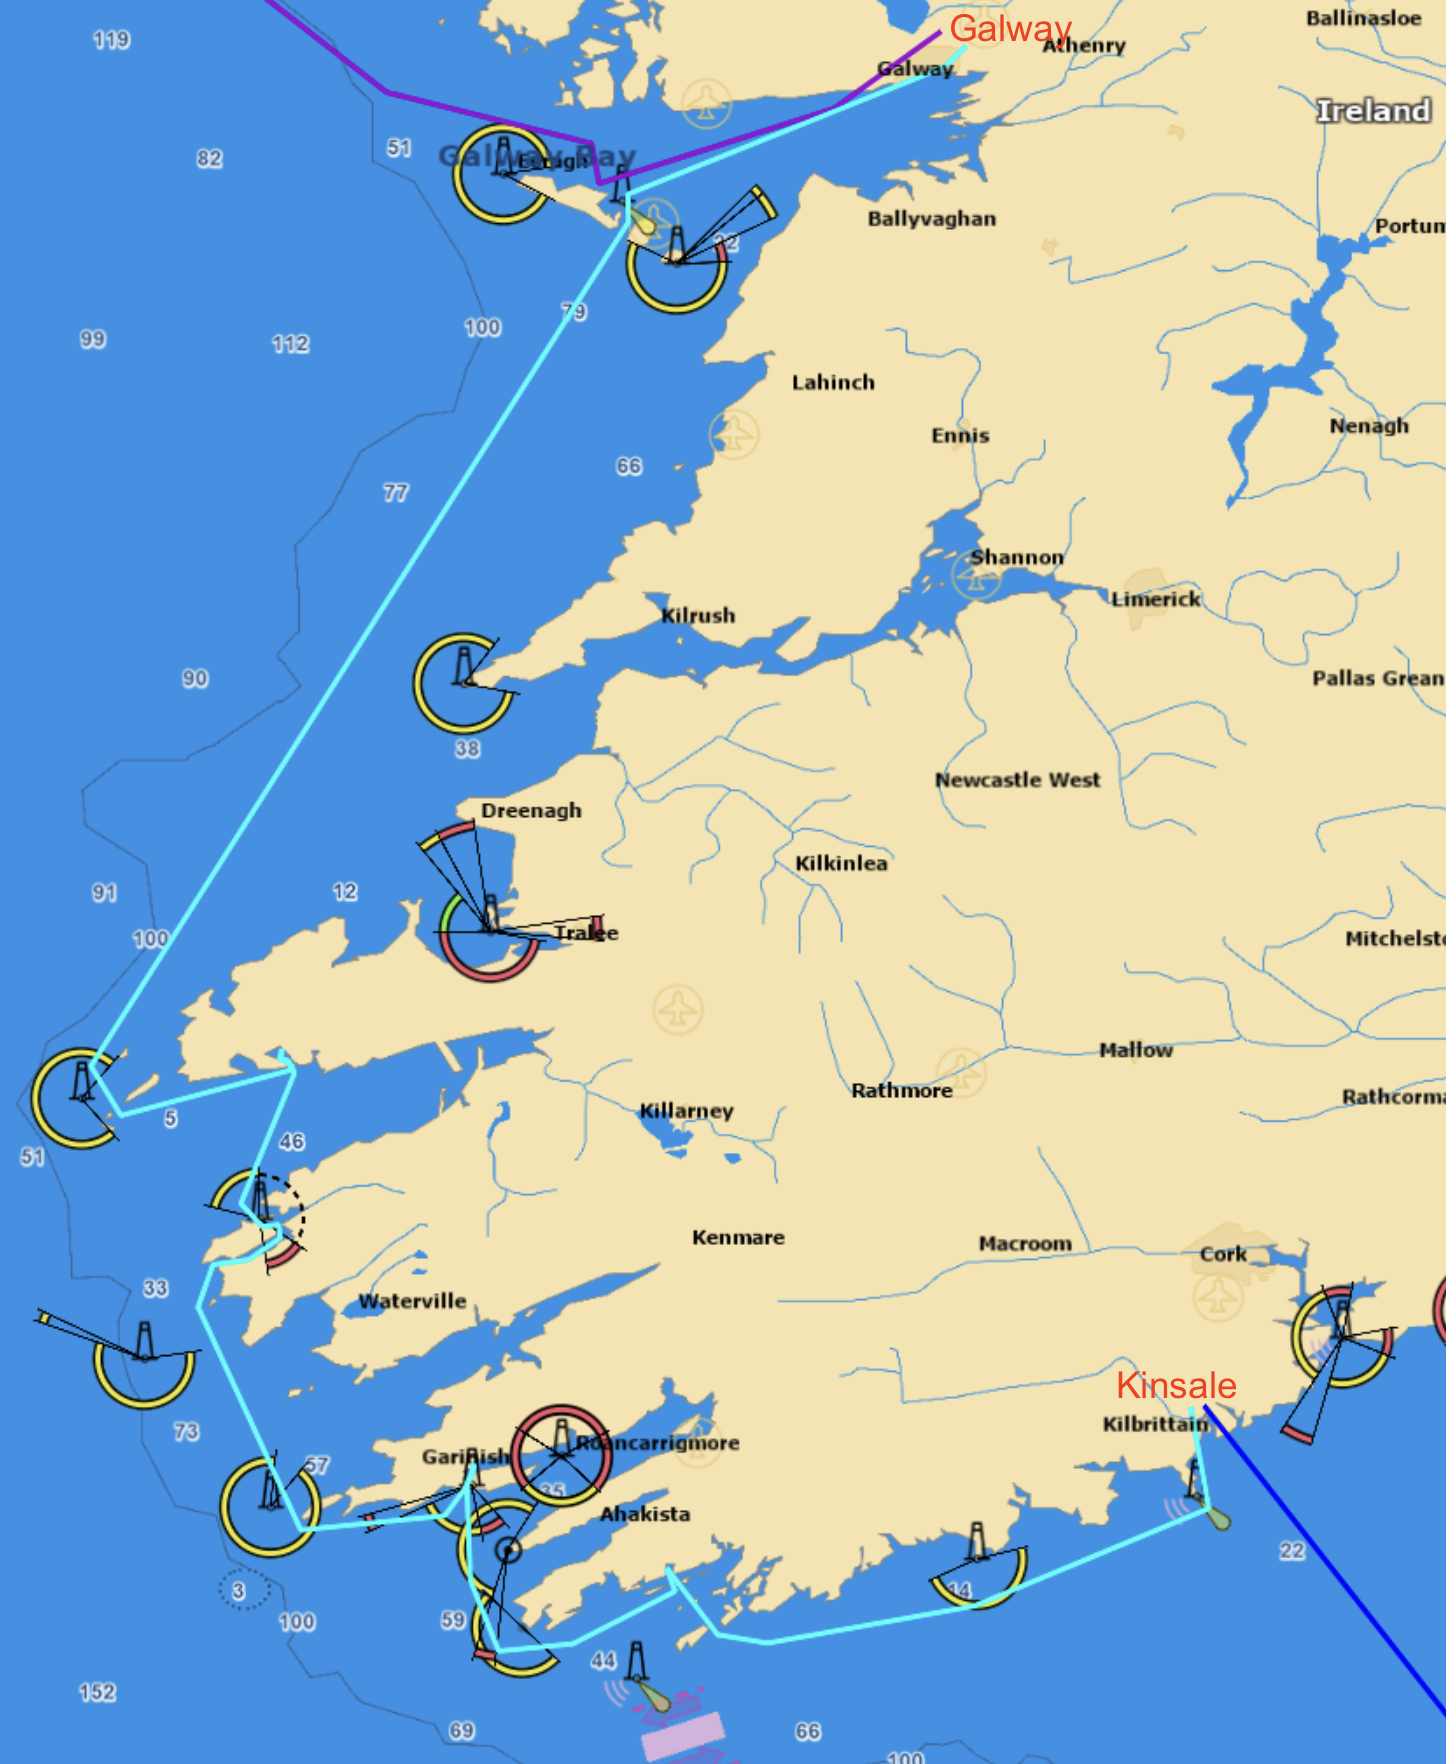 Ballinasloe
Galway
119
Athenry
Galway
Ireland
51
Galway Bay
82
Eeragh
Ballyvaghan
Portum
22
79
100
99
112
Lahinch
Nenagh
Ennis
66
77
Shannon
Limerick
Kilrush
90
Pallas Grean
38
Newcastle West
Dreenagh
Kilkinlea
91
12
Tralee
100
Mitchelsto
Mallow
Rathmore
Rathcorma
Killarney
5
46
51
Kenmare
Macroom
Cork
33
Waterville
Kinsale
Kilbrittain
73
Roancarrigmore
Garinish
57
35
Ahakista
22
3
14
100
59
44
152
69
66
100